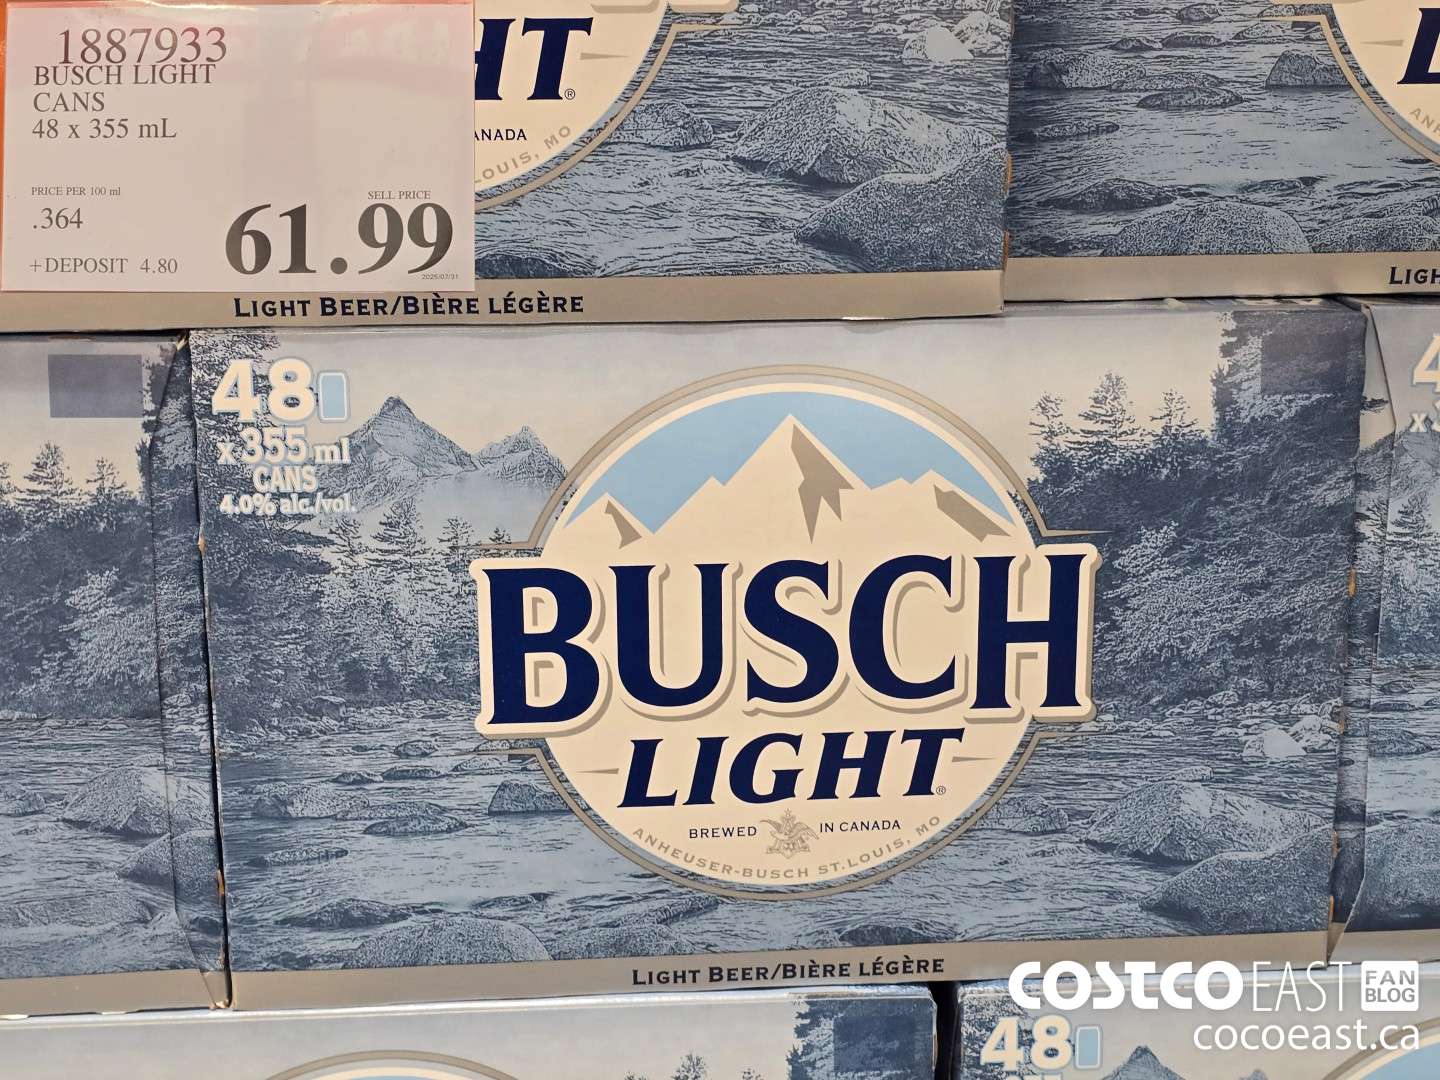 1887933
BUSCH LIGHT
CANS
48 x 355 mL
PRICE PER 100 ml
.364
SELL PRICE
61.99
+DEPOSIT 4.80
2025/07/31
HT®
CANADA
LOUIS, MO
LIGHT BEER/BIÈRE LÉGÈRE
LIGH
48
x 355 ml
CANS
4.0% alc./vol.
BUSCH
LIGHT®
BREWED IN CANADA
ANHEUSER-BUSCH ST. LOUIS, MO
LIGHT BEER/BIÈRE LÉGÈRE
48
COSTCO EAST FAN BLOG
cocoeast.ca